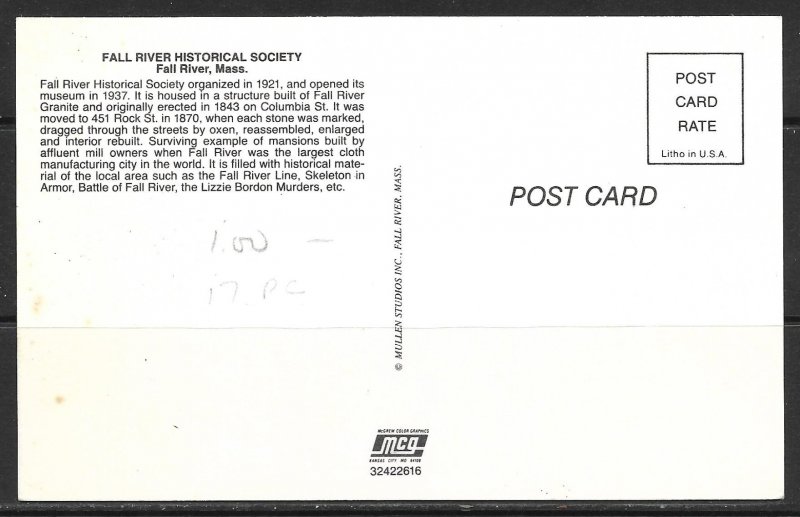 FALL RIVER HISTORICAL SOCIETY
Fall River, Mass.
Fall River Historical Society organized in 1921, and opened its
museum in 1937. It is housed in a structure built of Fall River
Granite and originally erected in 1843 on Columbia St. It was
moved to 451 Rock St. in 1870, when each stone was marked,
dragged through the streets by oxen, reassembled, enlarged
and interior rebuilt. Surviving example of mansions built by
affluent mill owners when Fall River was the largest cloth
manufacturing city in the world. It is filled with historical mate-
rial of the local area such as the Fall River Line, Skeleton in
Armor, Battle of Fall River, the Lizzie Bordon Murders, etc.
1.00 —
17 PC
© MULLEN STUDIOS INC., FALL RIVER, MASS.
POST
CARD
RATE
Litho in U.S.A.
POST CARD
McGREW COLOR GRAPHICS
mcg
KANSAS CITY MO 64108
32422616